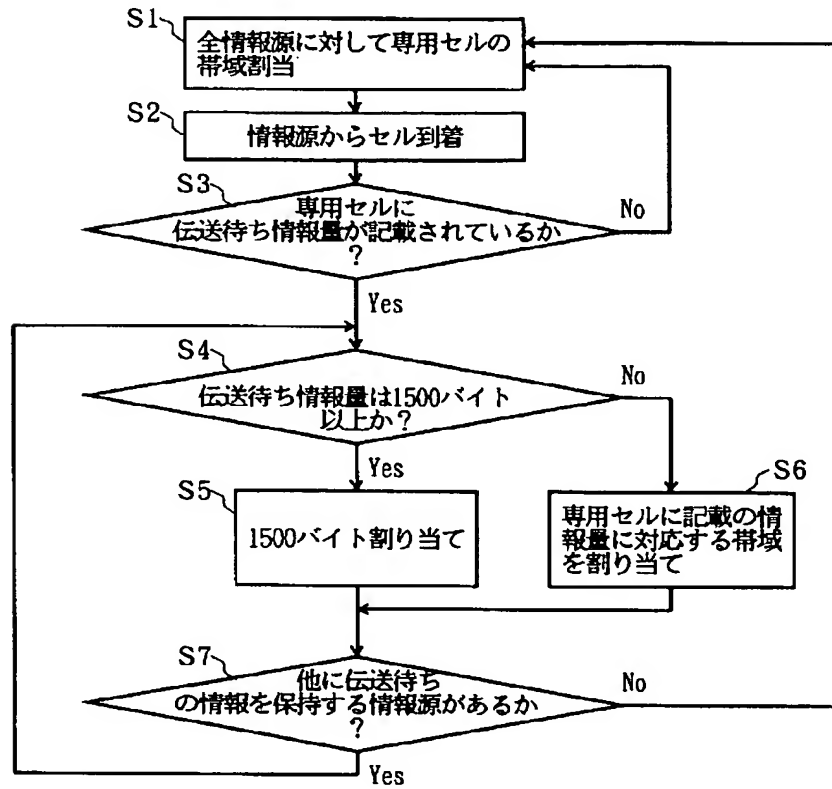 S1
全情報源に対して専用セルの
帯域割当
S2
情報源からセル到着
S3
専用セルに
伝送待ち情報量が記載されているか
?
No
Yes
S4
伝送待ち情報量は1500バイト
以上か?
No
Yes
S5
1500バイト割り当て
S6
専用セルに記載の情
報量に対応する帯域
を割り当て
S7
他に伝送待ち
の情報を保持する情報源があるか
?
No
Yes